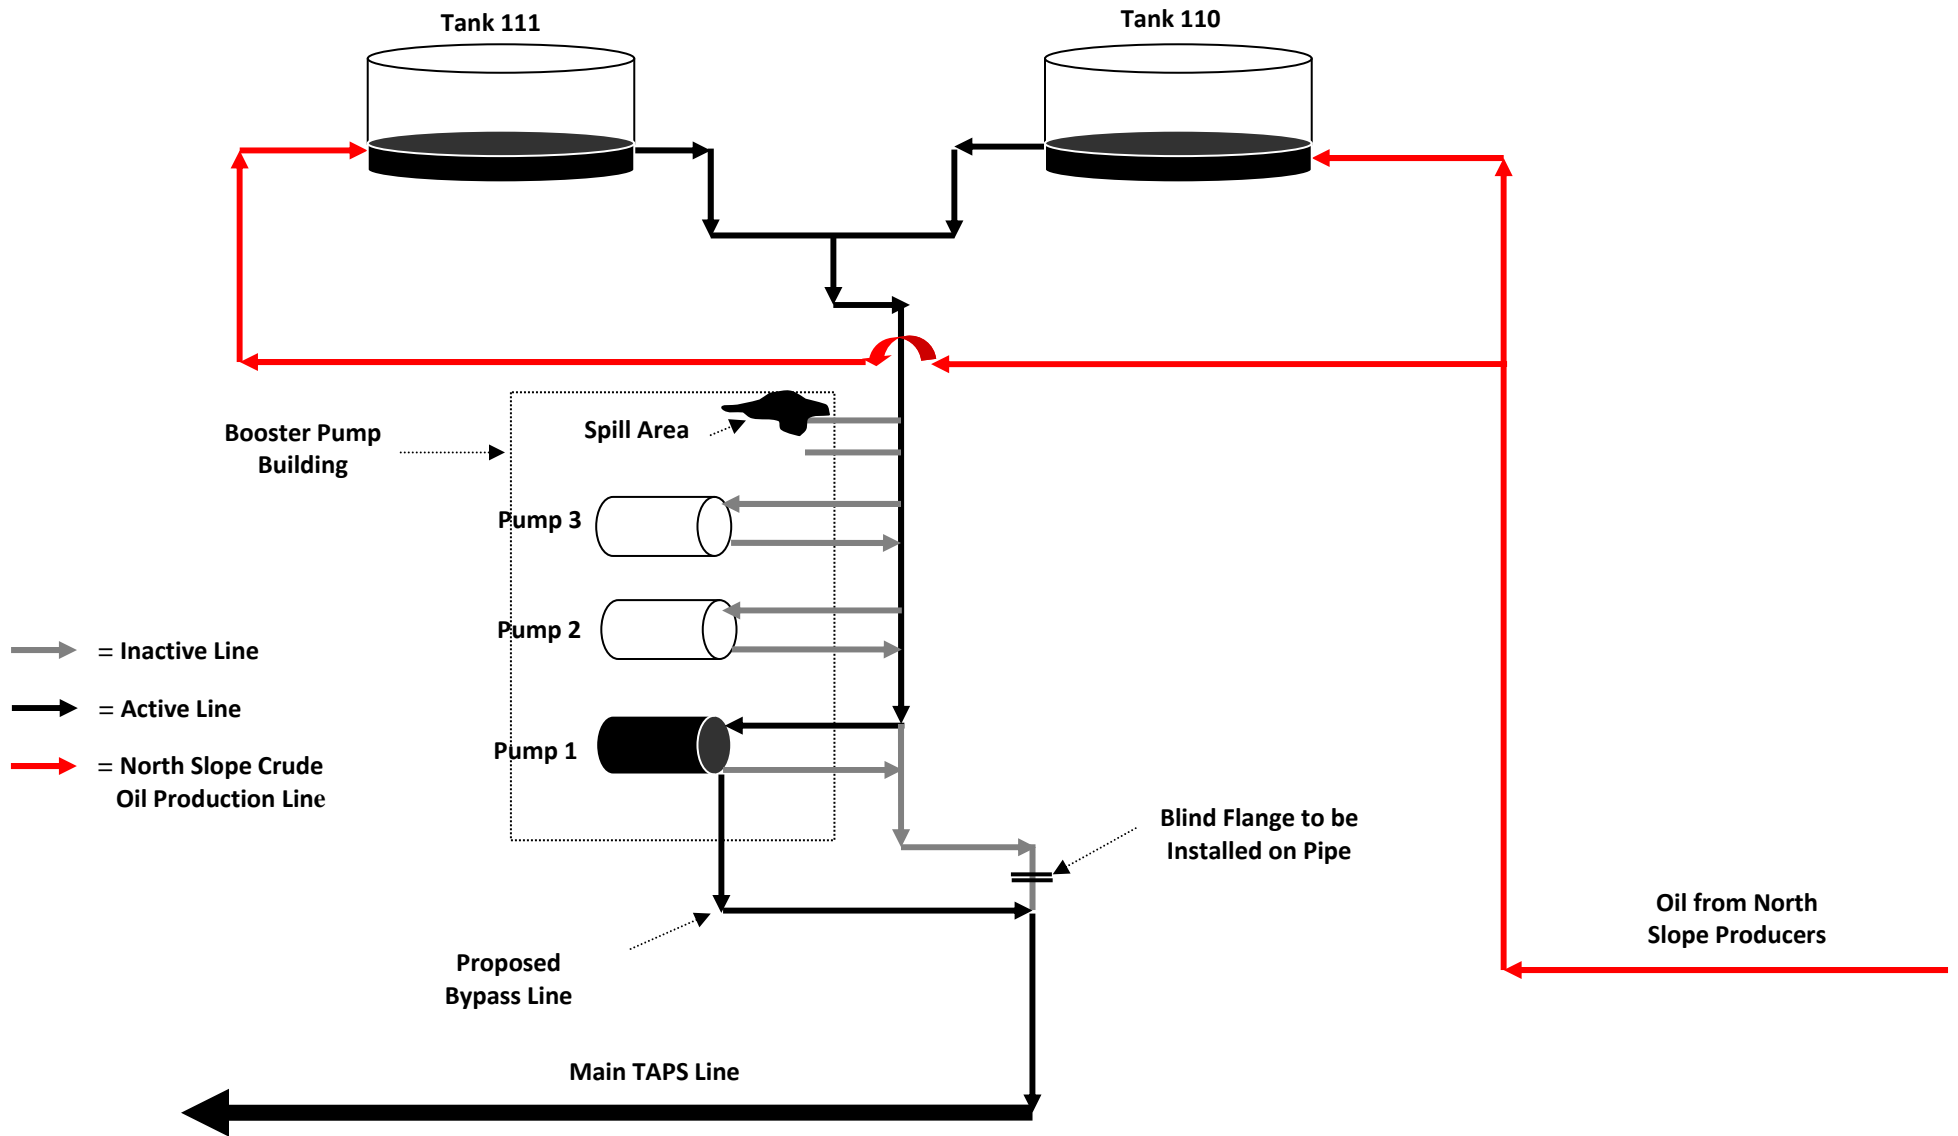 Tank 111
Tank 110
Booster Pump
Building
Spill Area
Pump 3
Pump 2
Pump 1
= Inactive Line
= Active Line
= North Slope Crude
Oil Production Line
Blind Flange to be
Installed on Pipe
Proposed
Bypass Line
Oil from North
Slope Producers
Main TAPS Line